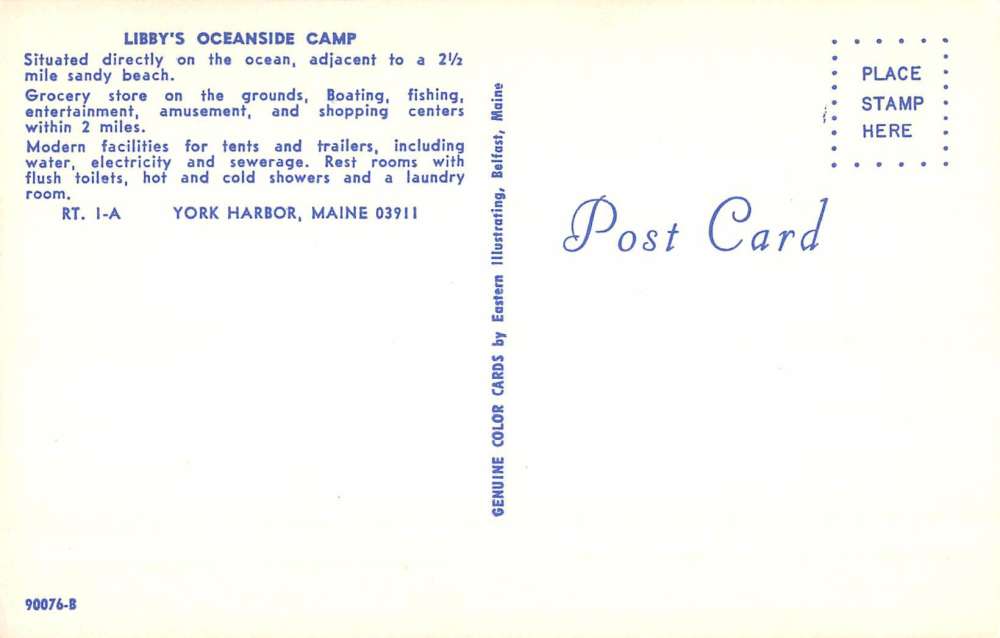 LIBBY'S OCEANSIDE CAMP
Situated directly on the ocean, adjacent to a 2½
mile sandy beach.
Grocery store on the grounds, Boating, fishing,
entertainment, amusement, and shopping centers
within 2 miles.
Modern facilities for tents and trailers, including
water, electricity and sewerage. Rest rooms with
flush toilets, hot and cold showers and a laundry
room.
RT. 1-A YORK HARBOR, MAINE 03911
90076-B
GENUINE COLOR CARDS by Eastern Illustrating, Belfast, Maine
PLACE
STAMP
HERE
Post Card